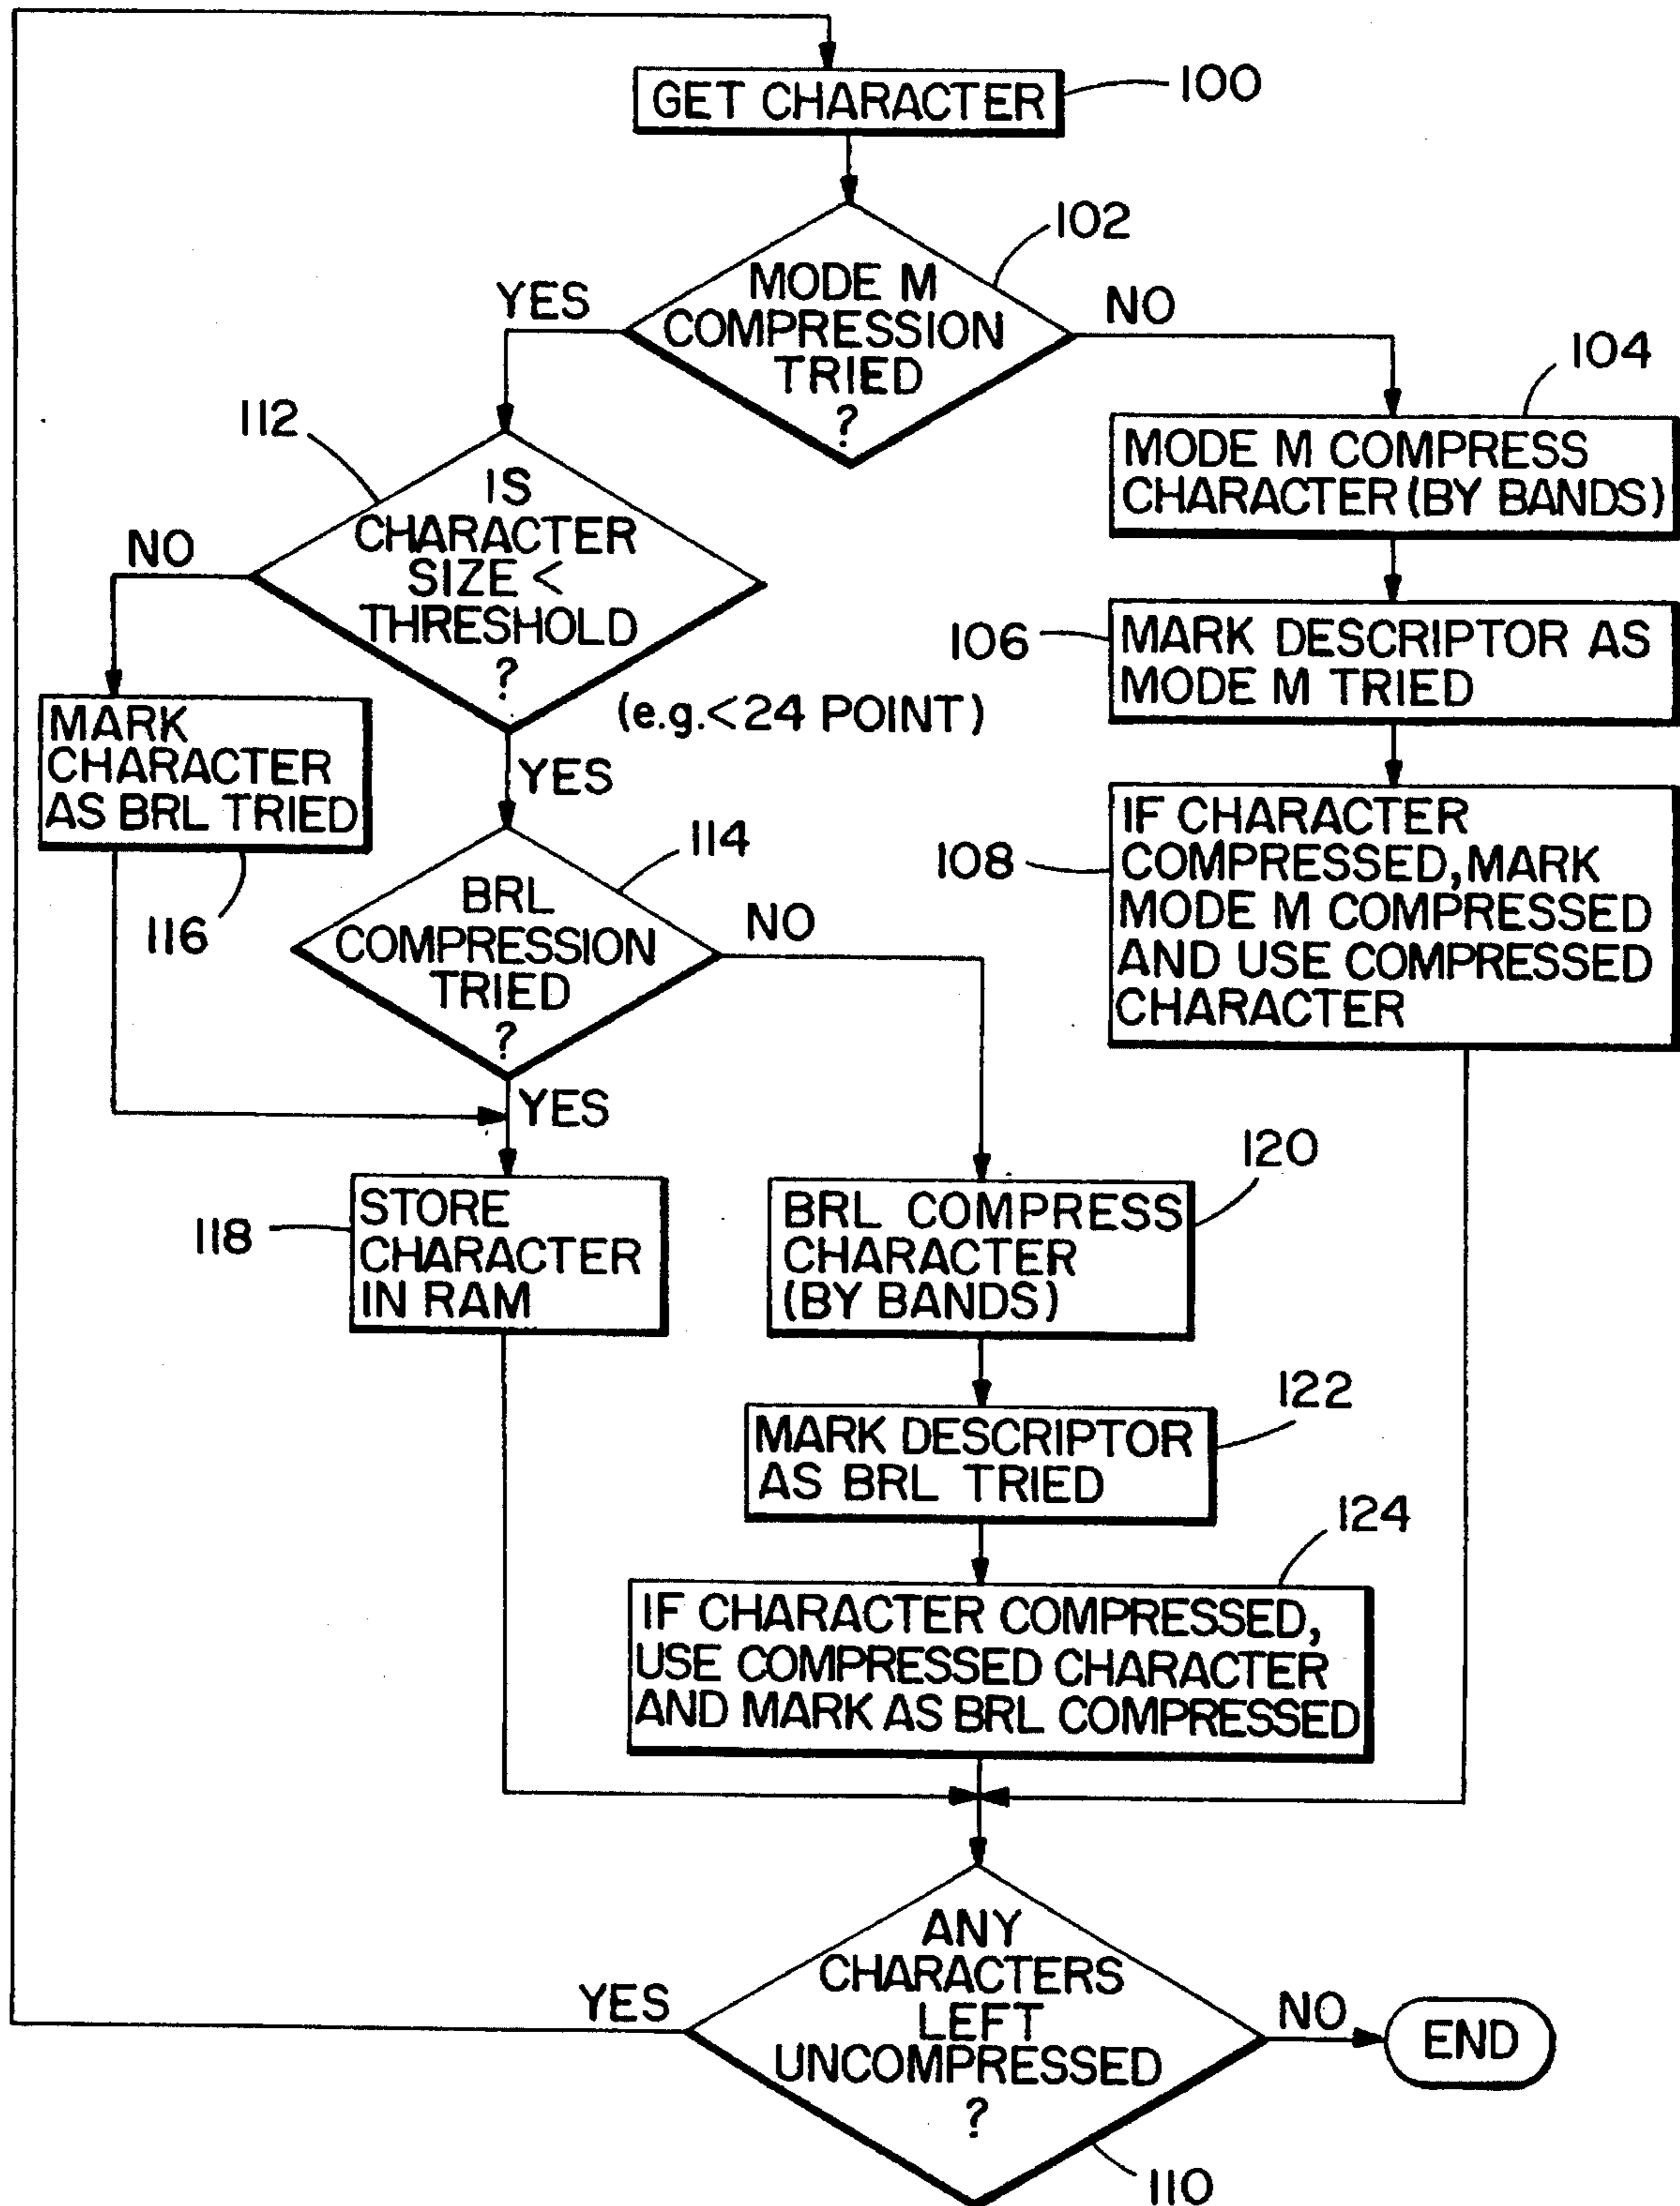 GET CHARACTER
100
MODE M
COMPRESSION
TRIED
?
102
YES
NO
104
MODE M COMPRESS
CHARACTER (BY BANDS)
106
MARK DESCRIPTOR AS
MODE M TRIED
108
IF CHARACTER
COMPRESSED, MARK
MODE M COMPRESSED
AND USE COMPRESSED
CHARACTER
112
IS
CHARACTER
SIZE <
THRESHOLD
?
(e.g.<24 POINT)
NO
YES
MARK
CHARACTER
AS BRL TRIED
116
114
BRL
COMPRESSION
TRIED
?
NO
YES
118
STORE
CHARACTER
IN RAM
120
BRL COMPRESS
CHARACTER
(BY BANDS)
122
MARK DESCRIPTOR
AS BRL TRIED
124
IF CHARACTER COMPRESSED,
USE COMPRESSED CHARACTER
AND MARK AS BRL COMPRESSED
ANY
CHARACTERS
LEFT
UNCOMPRESSED
?
YES
NO
END
110